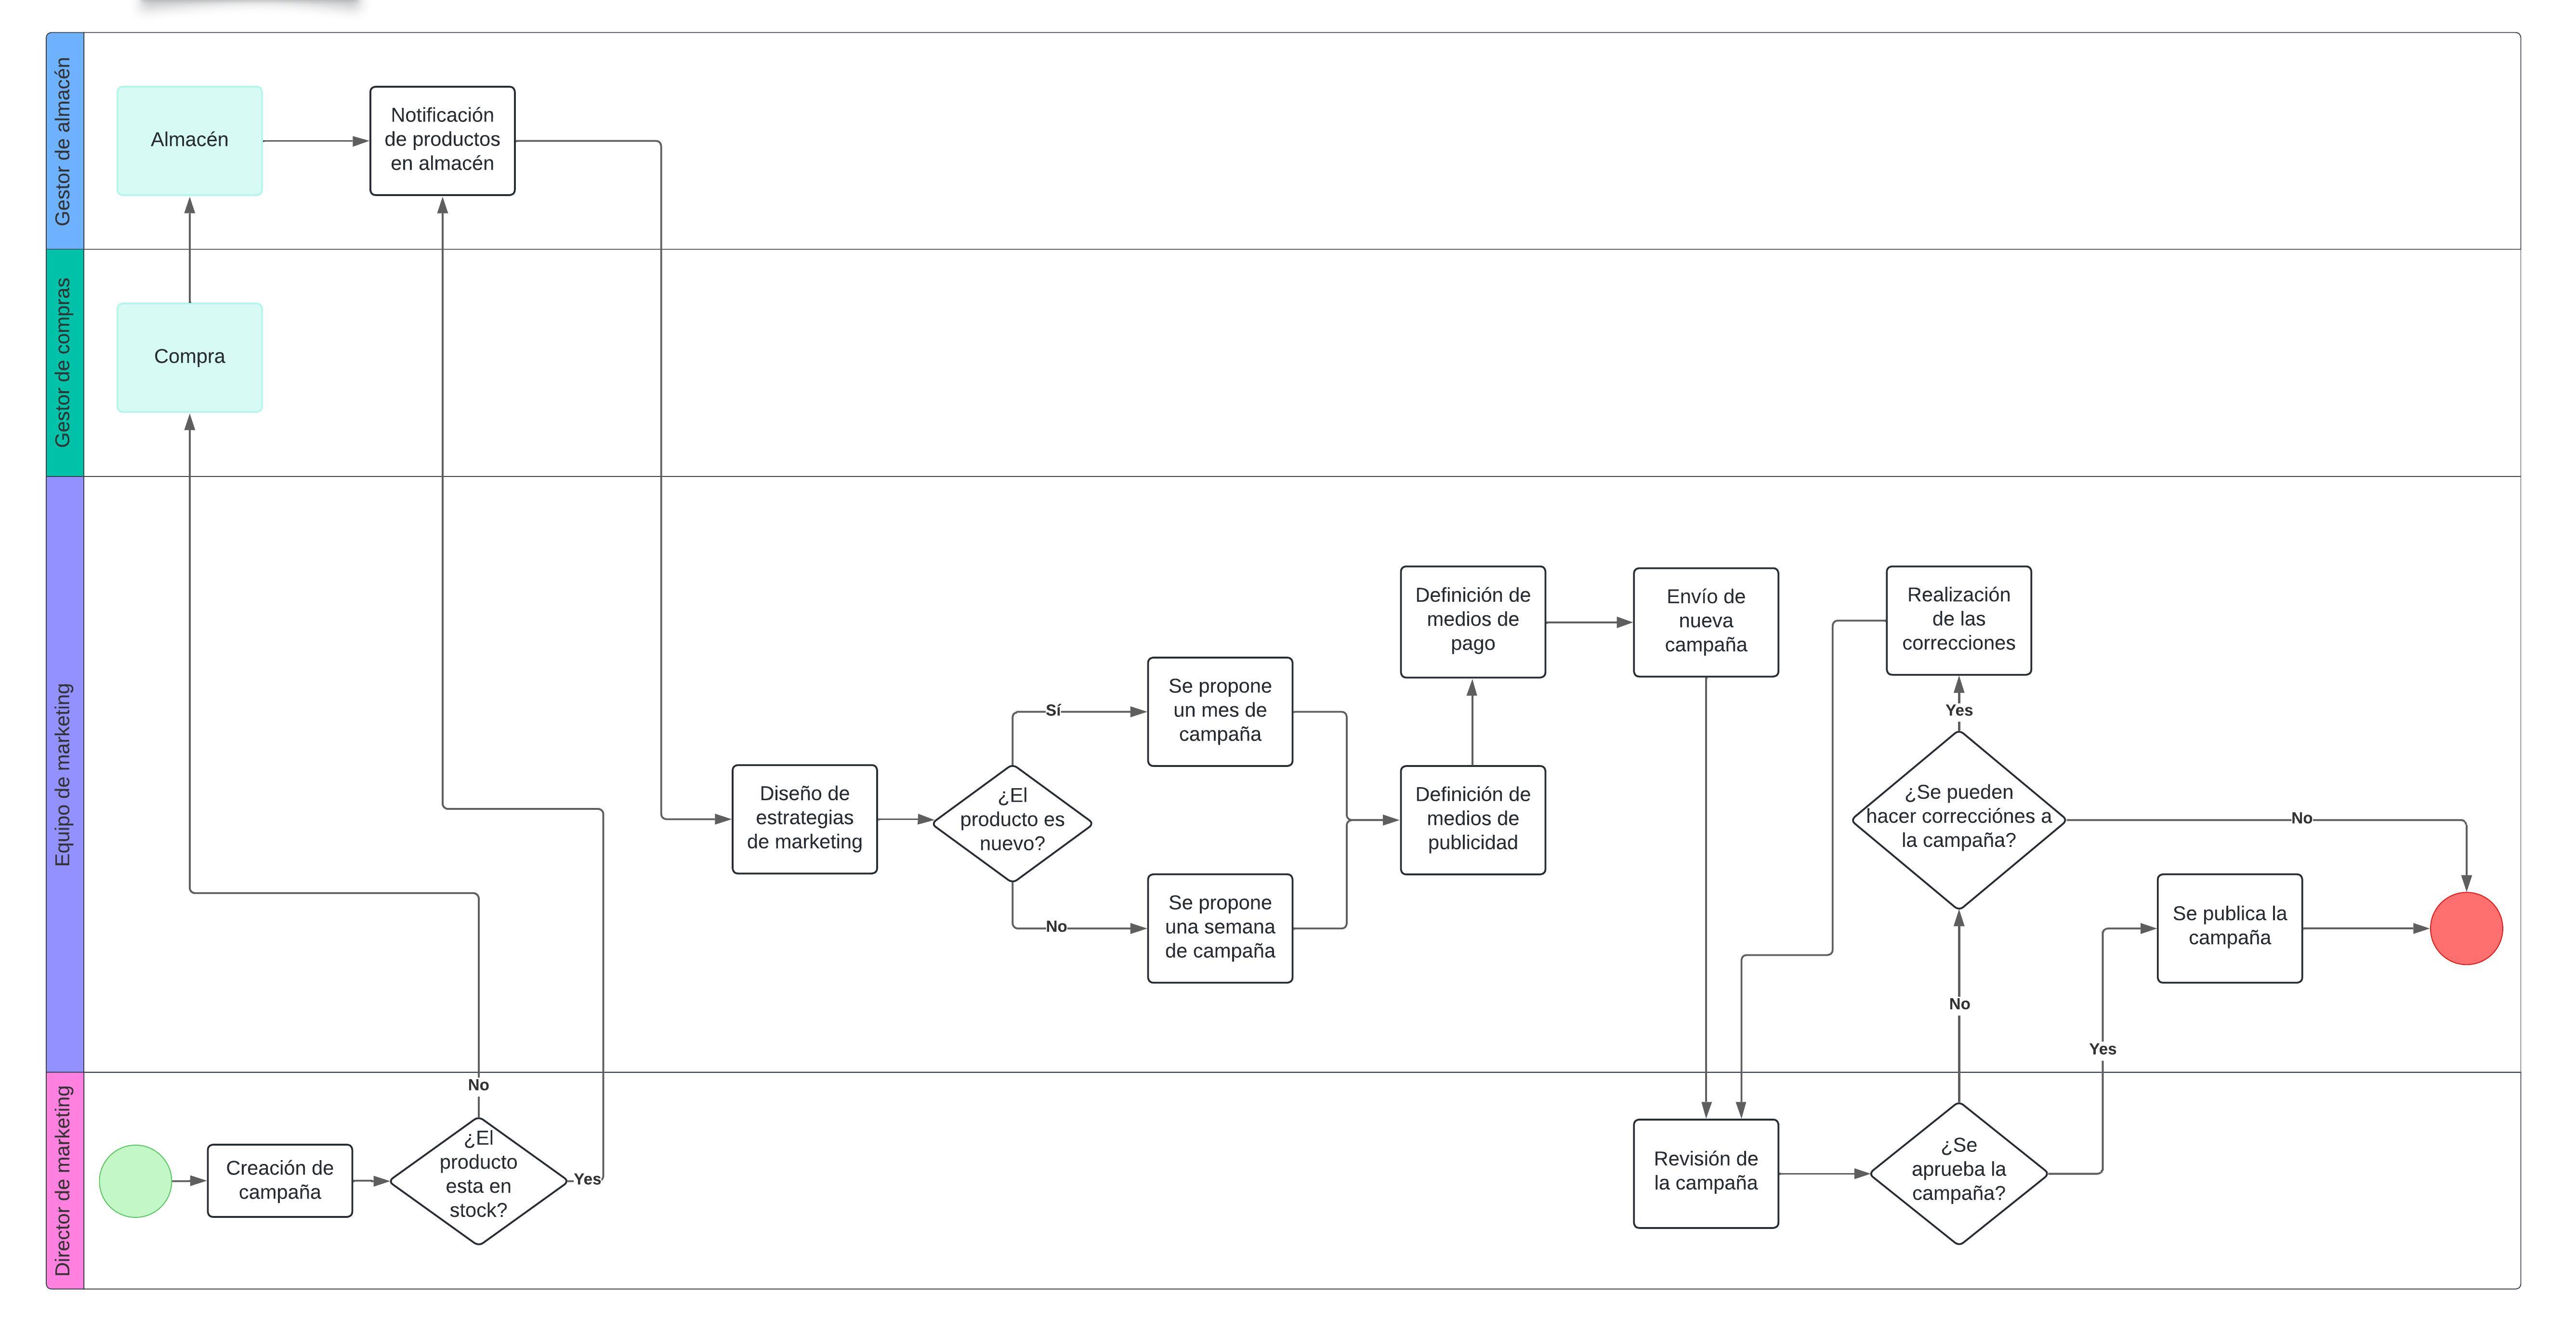 Gestor de almacén
Almacén
Notificación
de productos
en almacén
Gestor de compras
Compra
Equipo de marketing
Diseño de
estrategias
de marketing
¿El
producto es
nuevo?
Sí
No
Se propone
un mes de
campaña
Se propone
una semana
de campaña
Definición de
medios de
pago
Definición de
medios de
publicidad
Envío de
nueva
campaña
Realización
de las
correcciones
Yes
¿Se pueden
hacer correcciónes a
la campaña?
No
Se publica la
campaña
No
Yes
Director de marketing
Creación de
campaña
No
¿El
producto
esta en
stock?
Yes
Revisión de
la campaña
¿Se
aprueba la
campaña?